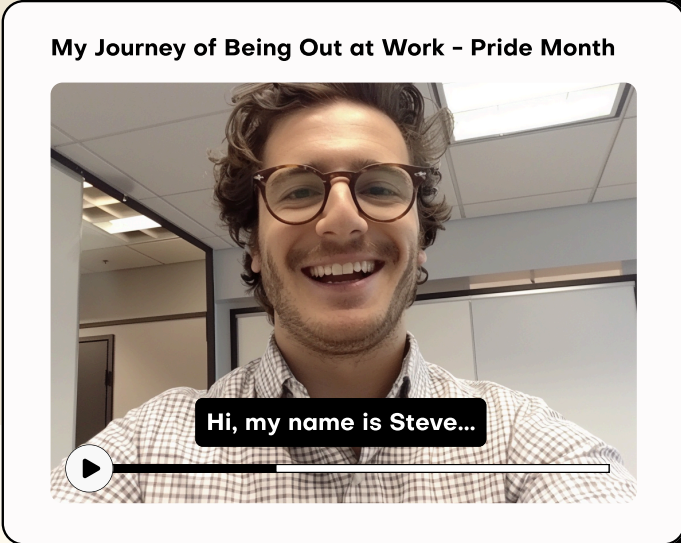 My Journey of Being Out at Work - Pride Month
Hi, my name is Steve...